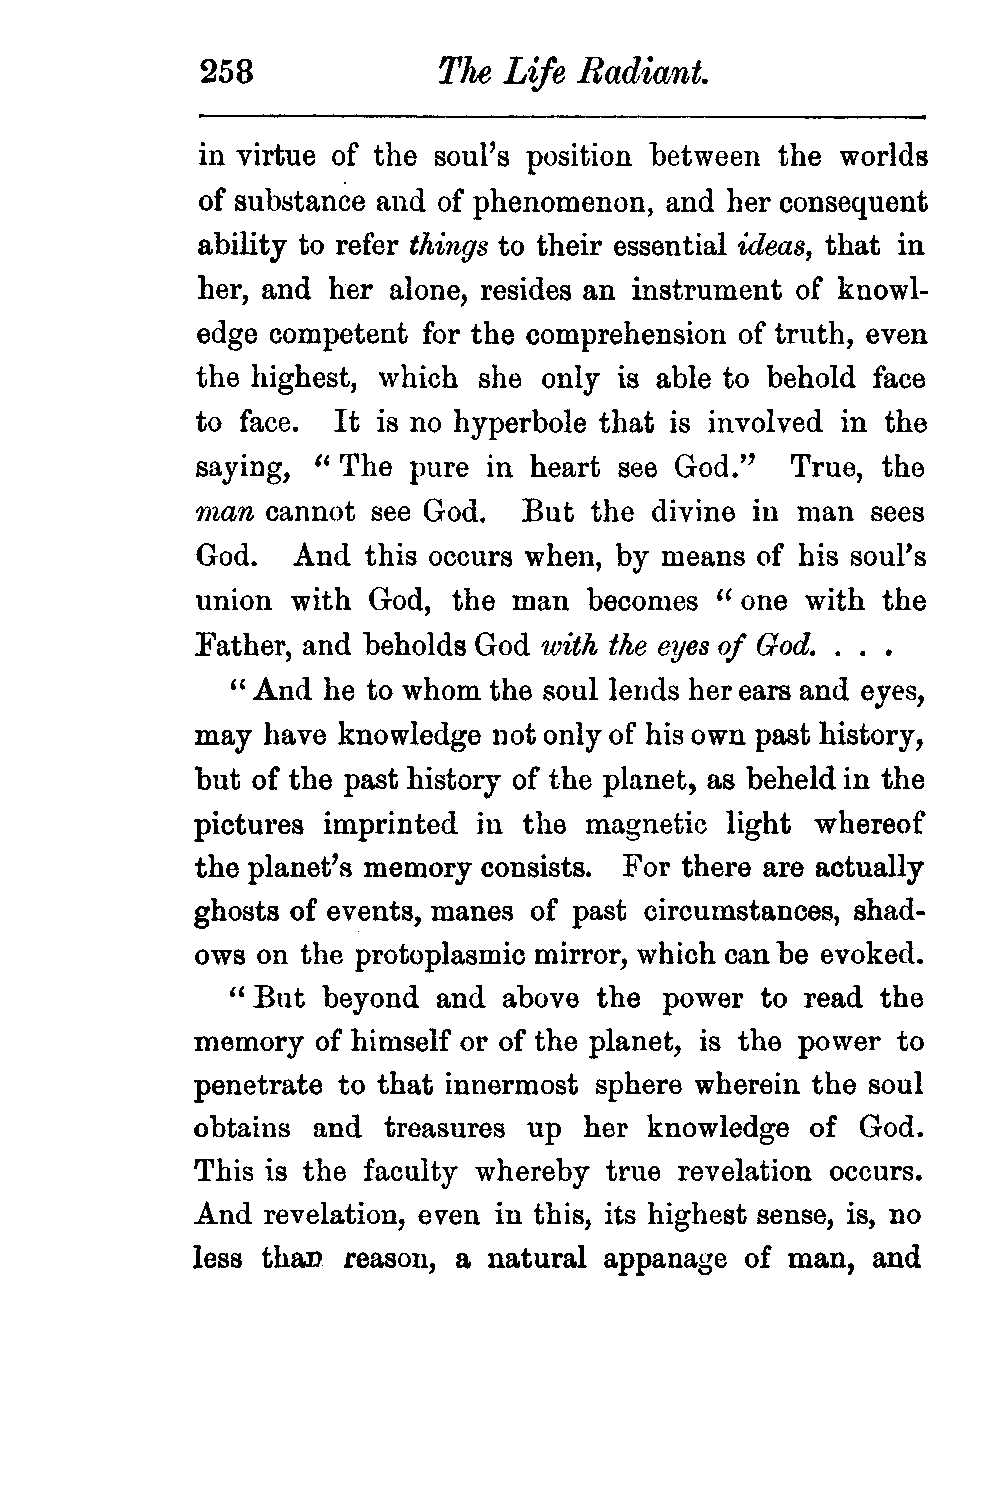 258 The Life Radiant.
in virtue of the soul's position between the worlds
of substance and of phenomenon, and her consequent
ability to refer things to their essential ideas, that in
her, and her alone, resides an instrument of knowl-
edge competent for the comprehension of truth, even
the highest, which she only is able to behold face
to face. It is no hyperbole that is involved in the
saying, “ The pure in heart see God.” True, the
man cannot see God. But the divine in man sees
God. And this occurs when, by means of his soul's
union with God, the man becomes “ one with the
Father, and beholds God with the eyes of God. . . .
“ And he to whom the soul lends her ears and eyes,
may have knowledge not only of his own past history,
but of the past history of the planet, as beheld in the
pictures imprinted in the magnetic light whereof
the planet's memory consists. For there are actually
ghosts of events, manes of past circumstances, shad-
ows on the protoplasmic mirror, which can be evoked.
“ But beyond and above the power to read the
memory of himself or of the planet, is the power to
penetrate to that innermost sphere wherein the soul
obtains and treasures up her knowledge of God.
This is the faculty whereby true revelation occurs.
And revelation, even in this, its highest sense, is, no
less than reason, a natural appanage of man, and